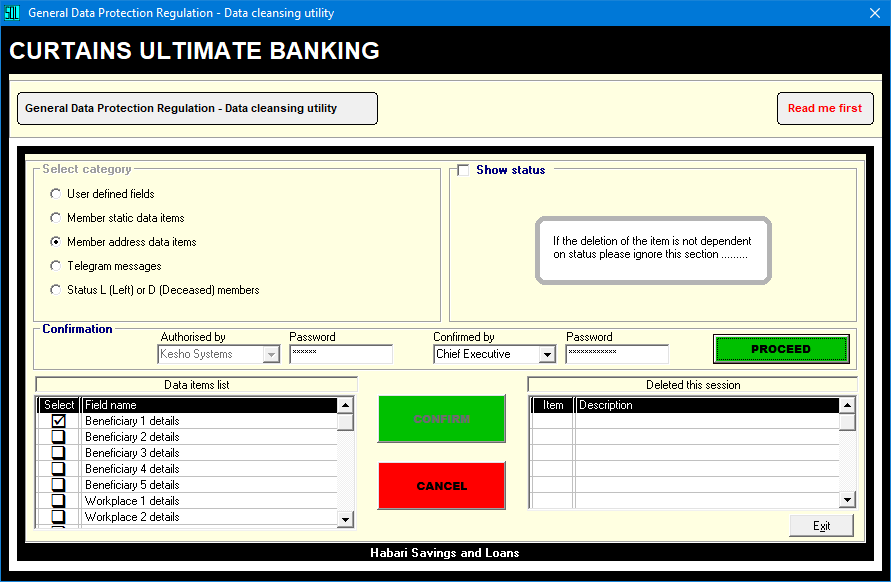 General Data Protection Regulation - Data cleansing utility
CURTAINS ULTIMATE BANKING
General Data Protection Regulation - Data cleansing utility
Read me first
Select category
User defined fields
Member static data items
Member address data items
Telegram messages
Status L (Left) or D (Deceased) members
Show status
If the deletion of the item is not dependent
on status please ignore this section .........
Confirmation
Authorised by
Password
Confirmed by
Password
Kesho Systems
******
Chief Executive
************
PROCEED
Data items list
Select
Field name
Beneficiary 1 details
Beneficiary 2 details
Beneficiary 3 details
Beneficiary 4 details
Beneficiary 5 details
Workplace 1 details
Workplace 2 details
CONFIRM
CANCEL
Deleted this session
Item
Description
Exit
Habari Savings and Loans